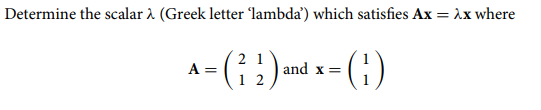 Determine the scalar λ (Greek letter ‘lambda’) which satisfies Ax = λx where
A = ( 2 1 ) and x = ( 1 )
( 1 2 ) ( 1 )